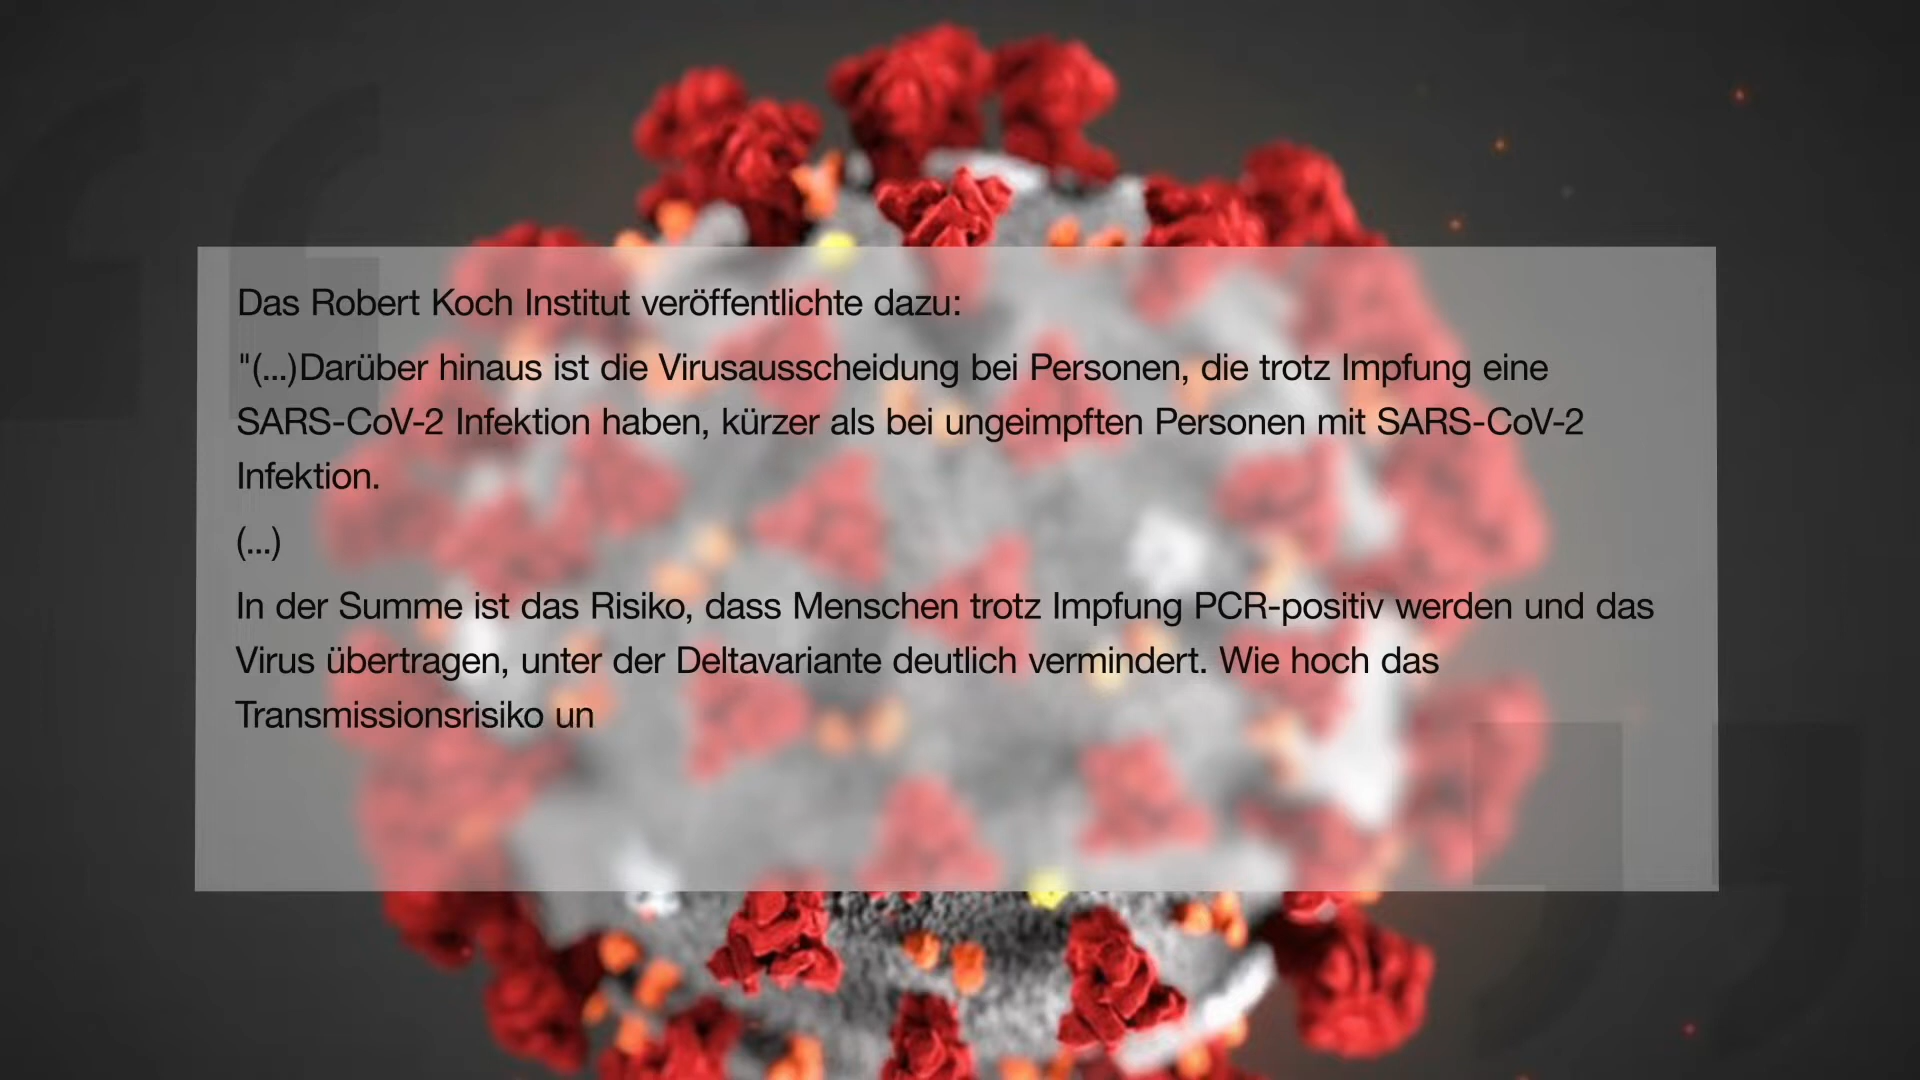 Das Robert Koch Institut veröffentlichte dazu:
"(...)Darüber hinaus ist die Virusausscheidung bei Personen, die trotz Impfung eine
SARS-CoV-2 Infektion haben, kürzer als bei ungeimpften Personen mit SARS-CoV-2
Infektion.
(...)
In der Summe ist das Risiko, dass Menschen trotz Impfung PCR-positiv werden und das
Virus übertragen, unter der Deltavariante deutlich vermindert. Wie hoch das
Transmissionsrisiko un